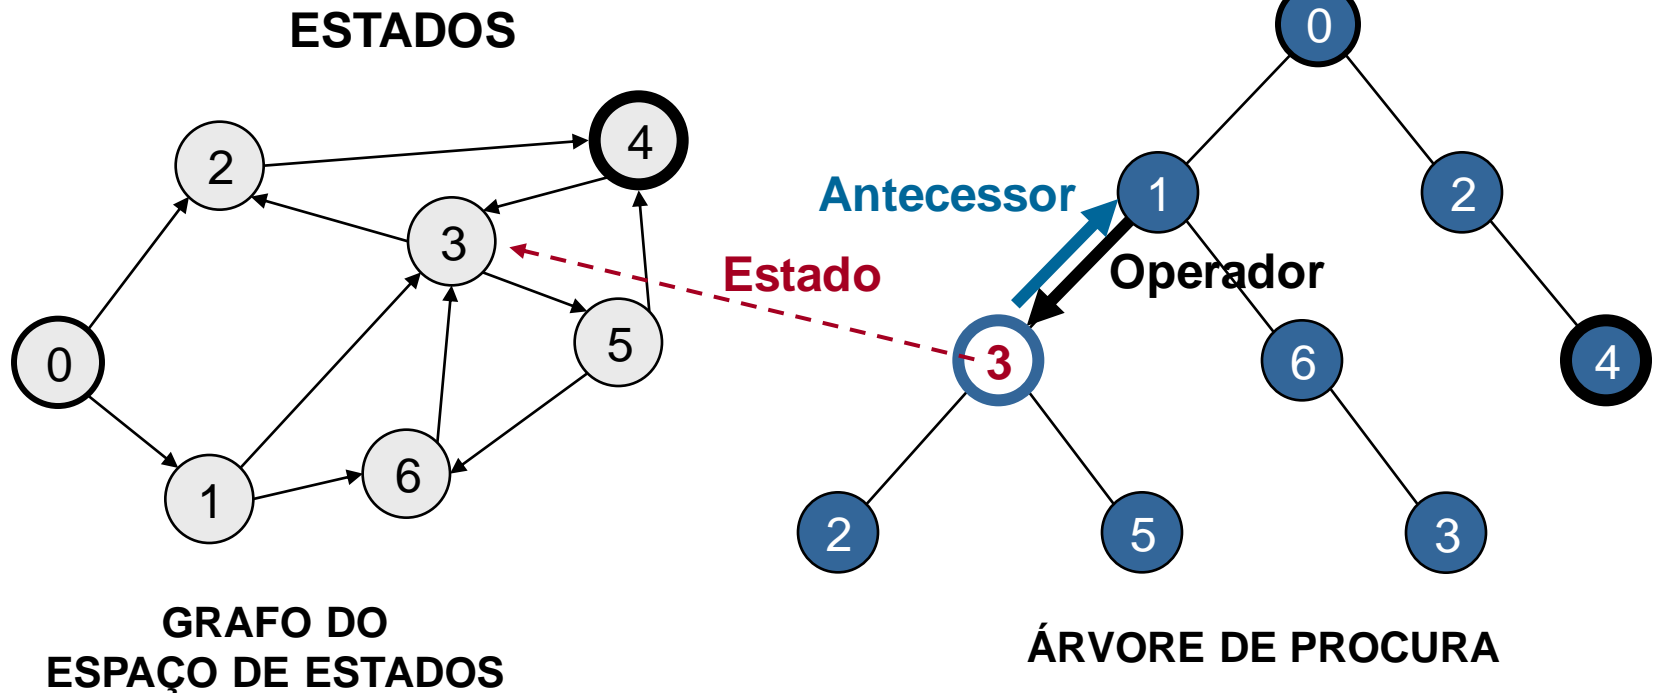 ESTADOS
2
4
3
5
0
6
1
GRAFO DO
ESPAÇO DE ESTADOS
0
Antecessor
1
2
Estado
Operador
3
6
4
2
5
3
ÁRVORE DE PROCURA